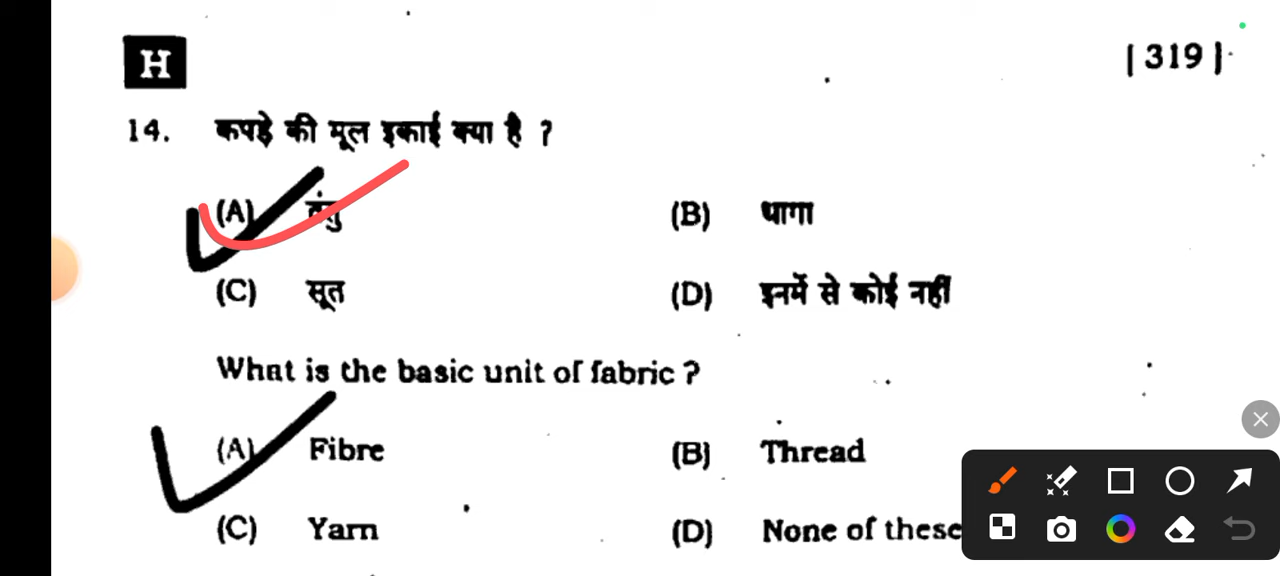 H
| 319 |
14. कपड़े की मूल इकाई क्या है ?
(A) तंतु (B) धागा
(C) सूत (D) इनमें से कोई नहीं
What is the basic unit of fabric ?
(A) Fibre (B) Thread
(C) Yarn (D) None of these